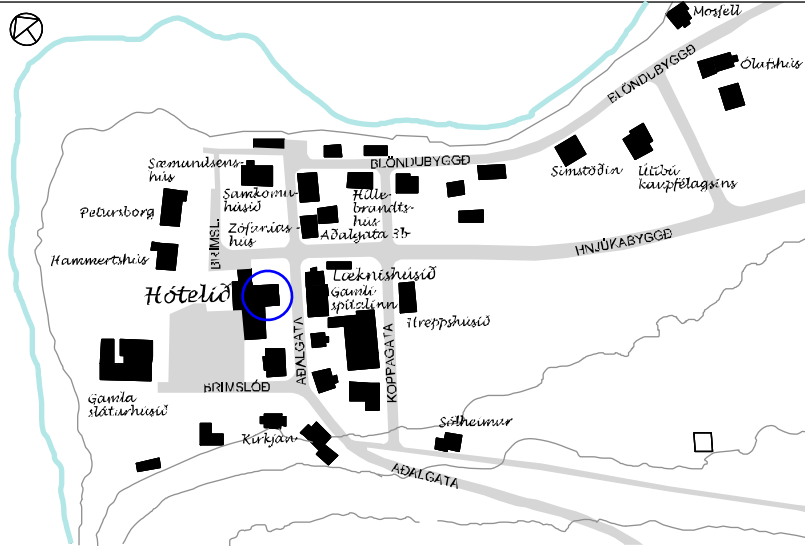 Mosfell
BLÖNDUBYGGÐ
Ólafshús
BLÖNDUBYGGÐ
Sæmundsens-
hús
Samkomu-
húsið
Hille-
brandts-
hús
Símstöðin
Útibú
kaupfélagsins
Pétursborg
Zófanías-
hús
Aðalgata 3b
BRIMSL.
HNJÚKABYGGÐ
Hammertshús
Læknishúsið
Hótelið
Gamli
spítalinn
Hreppshúsið
AÐALGATA
KOPPAGATA
BRIMSLÓÐ
Gamla
sláturhúsið
Kirkjan
Sólheimar
AÐALGATA